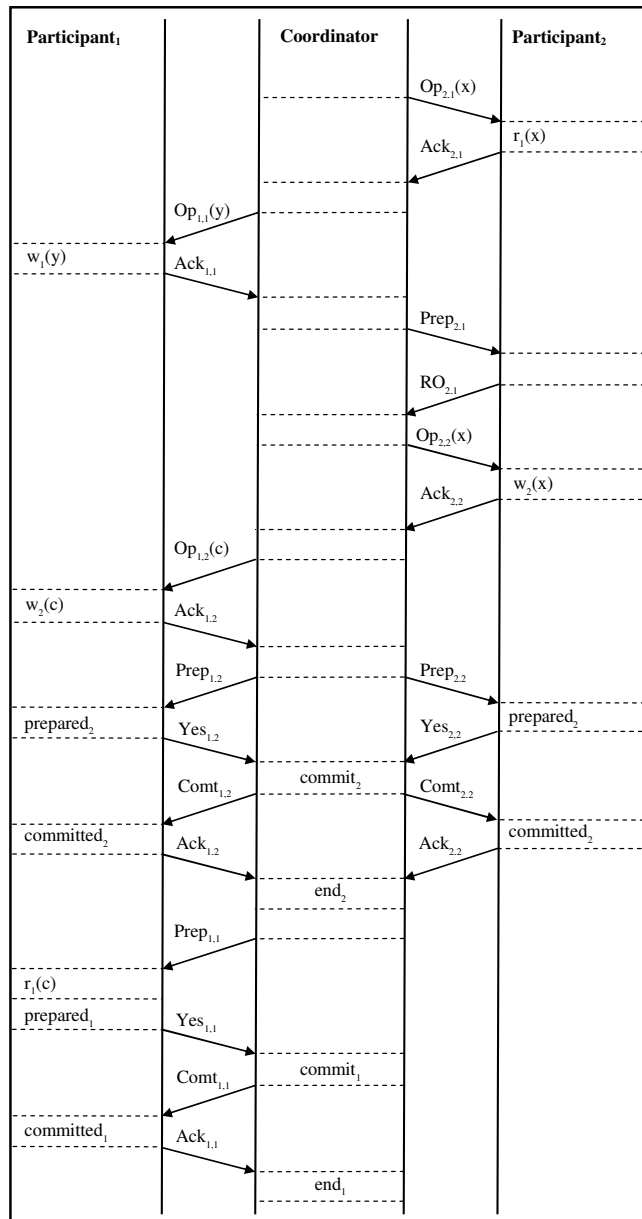 Participant₁ Coordinator Participant₂
Op₂.₁(x)
r₁(x)
Ack₂,₁
Op₁,₁(y)
w₁(y)
Ack₁,₁
Prep₂.₁
RO₂.₁
Op₂,₂(x)
w₂(x)
Ack₂,₂
Op₁,₂(c)
w₂(c)
Ack₁.₂
Prep₁.₂ Prep₂.₂
prepared₂ Yes₁.₂ Yes₂,₂ prepared₂
Comt₁,₂ commit₂ Comt₂.₂
committed₂ Ack₁.₂ Ack₂.₂ committed₂
end₂
Prep₁,₁
r₁(c)
prepared₁ Yes₁,₁
Comt₁,₁ commit₁
committed₁ Ack₁,₁
end₁